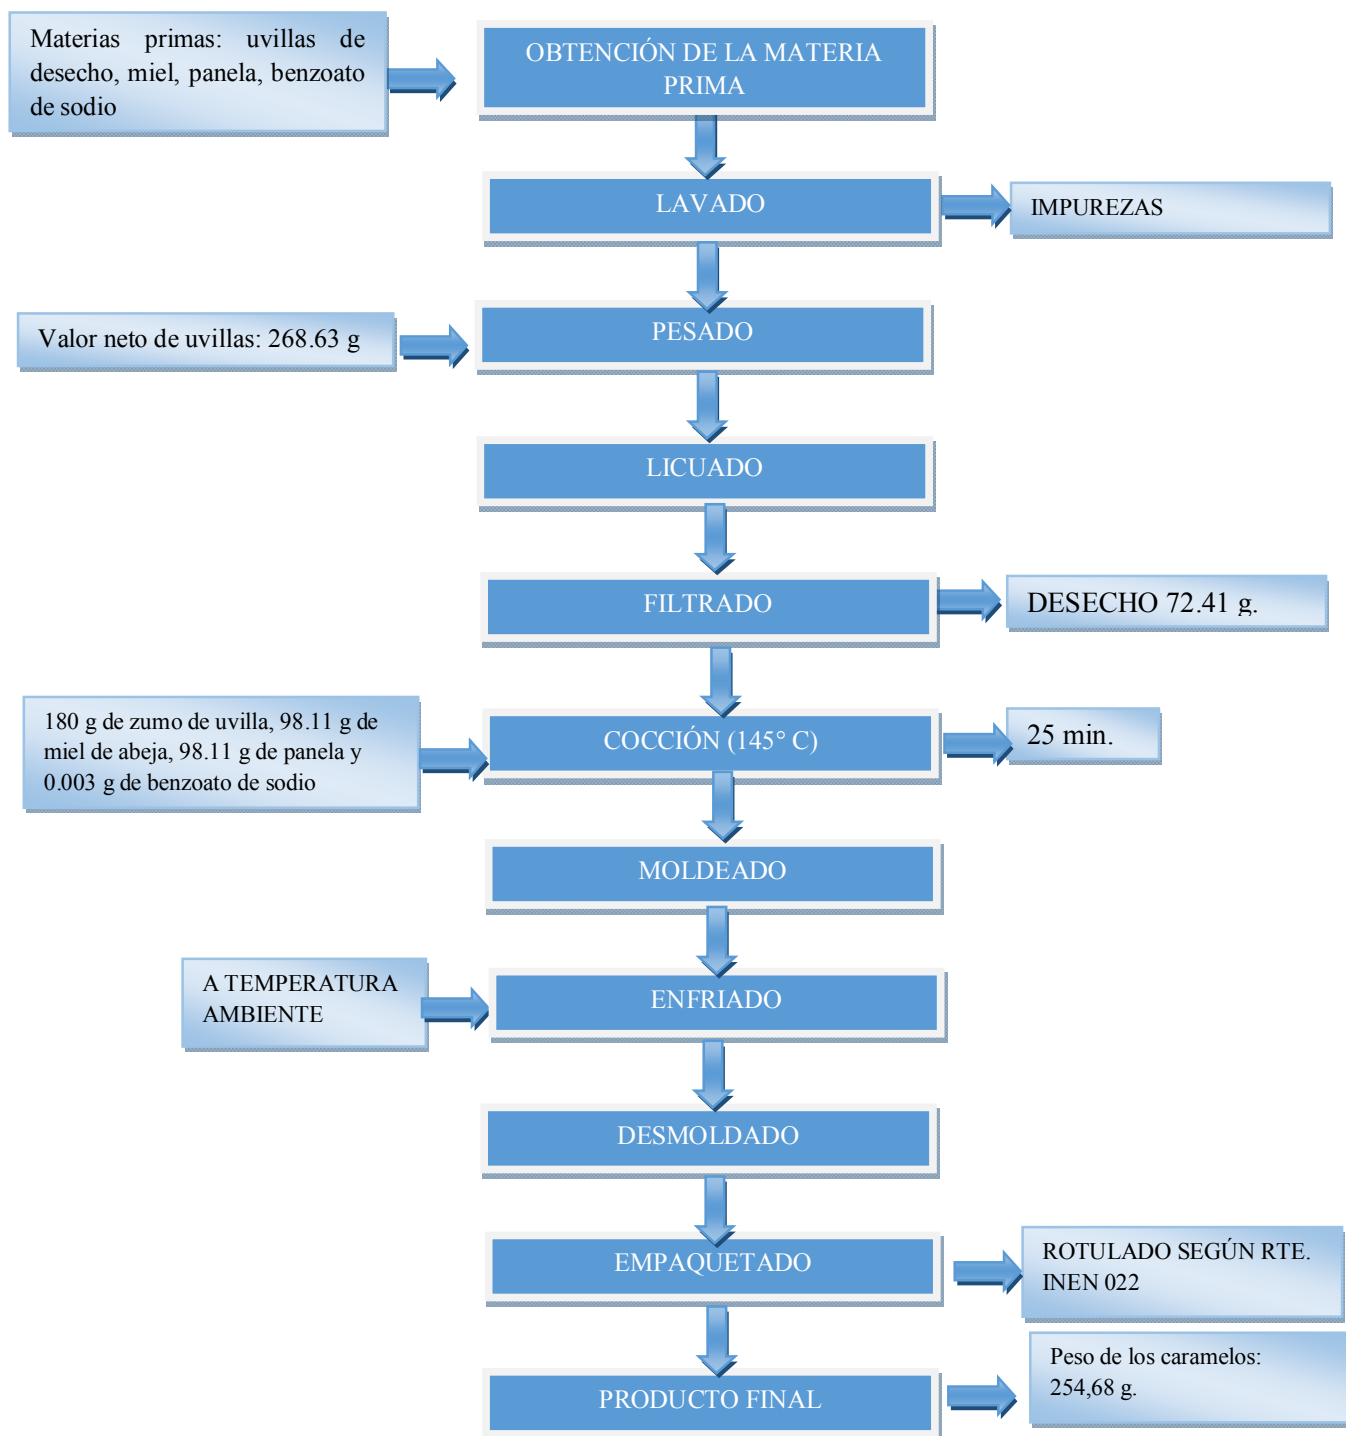 Materias primas: uvillas de
desecho, miel, panela, benzoato
de sodio
OBTENCIÓN DE LA MATERIA
PRIMA
LAVADO
IMPUREZAS
Valor neto de uvillas: 268.63 g
PESADO
LICUADO
FILTRADO
DESECHO 72.41 g.
180 g de zumo de uvilla, 98.11 g de
miel de abeja, 98.11 g de panela y
0.003 g de benzoato de sodio
COCCIÓN (145° C)
25 min.
MOLDEADO
A TEMPERATURA
AMBIENTE
ENFRIADO
DESMOLDADO
EMPAQUETADO
ROTULADO SEGÚN RTE.
INEN 022
PRODUCTO FINAL
Peso de los caramelos:
254,68 g.